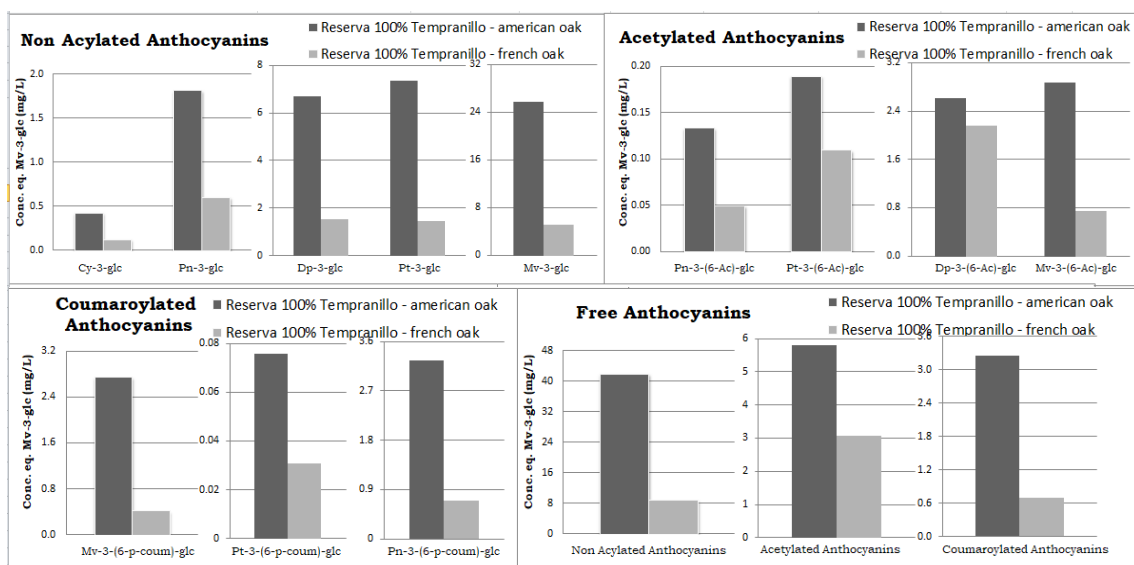 Non Acylated Anthocyanins
Reserva 100% Tempranillo - american oak
Reserva 100% Tempranillo - french oak
Conc. eq. Mv-3-glc (mg/L)
2.0
1.5
1.0
0.5
0.0
Cy-3-glc
Pn-3-glc
8
6
4
2
0
Dp-3-glc
Pt-3-glc
32
24
16
8
0
Mv-3-glc
Acetylated Anthocyanins
Reserva 100% Tempranillo - american oak
Reserva 100% Tempranillo - french oak
Conc. eq. Mv-3-glc (mg/L)
0.20
0.15
0.10
0.05
0.00
Pn-3-(6-Ac)-glc
Pt-3-(6-Ac)-glc
3.2
2.4
1.6
0.8
0.0
Dp-3-(6-Ac)-glc
Mv-3-(6-Ac)-glc
Coumaroylated
Anthocyanins
Reserva 100% Tempranillo - american oak
Reserva 100% Tempranillo - french oak
Conc. eq. Mv-3-glc (mg/L)
3.2
2.4
1.6
0.8
0.0
Mv-3-(6-p-coum)-glc
0.08
0.06
0.04
0.02
0
Pt-3-(6-p-coum)-glc
3.6
2.7
1.8
0.9
0.0
Pn-3-(6-p-coum)-glc
Free Anthocyanins
Reserva 100% Tempranillo - american oak
Reserva 100% Tempranillo - french oak
Conc. eq. Mv-3-glc (mg/L)
48
40
32
24
16
8
0
Non Acylated Anthocyanins
6
5
4
3
2
1
0
Acetylated Anthocyanins
3.6
3.0
2.4
1.8
1.2
0.6
0.0
Coumaroylated Anthocyanins